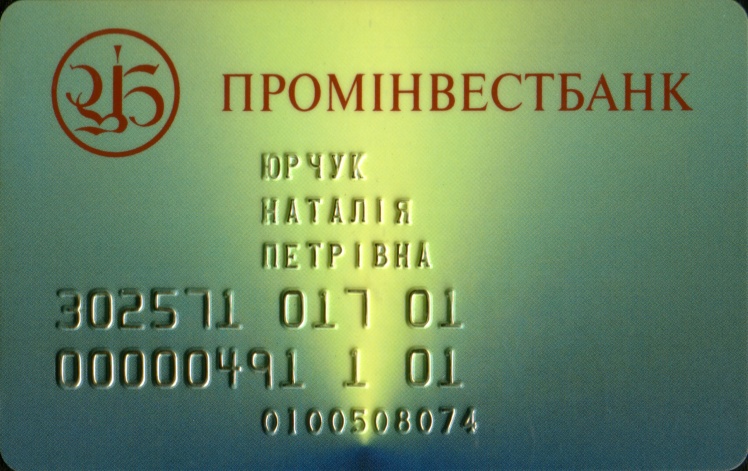 ПРОМІНВЕСТБАНК
ЮРЧУК
НАТАЛІЯ
ПЕТРІВНА
302571 017 01
00000491 1 01
0100508074